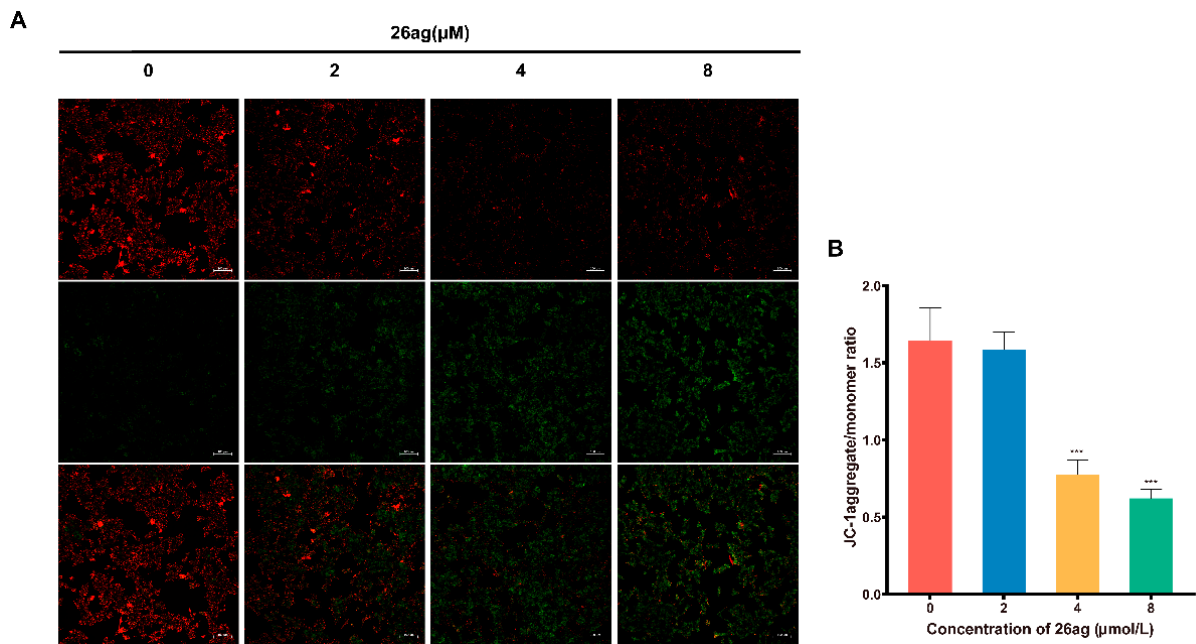 A
26ag(μM)
0 2 4 8
B
JC-1aggregate/monomer ratio
2.0
1.5
1.0
0.5
0.0
***
***
0 2 4 8
Concentration of 26ag (μmol/L)